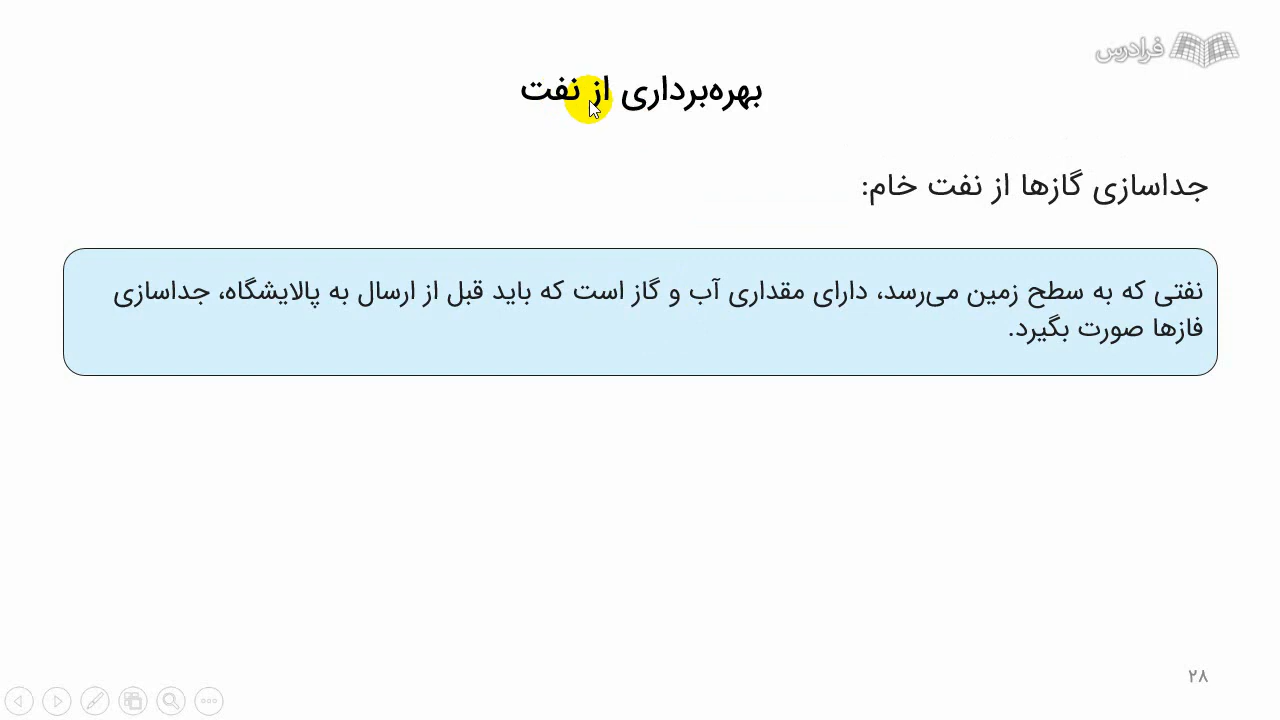 فرادرس
بهره‌برداری از نفت
جداسازی گازها از نفت خام:
نفتی که به سطح زمین می‌رسد، دارای مقداری آب و گاز است که باید قبل از ارسال به پالایشگاه، جداسازی
فازها صورت بگیرد.
۲۸